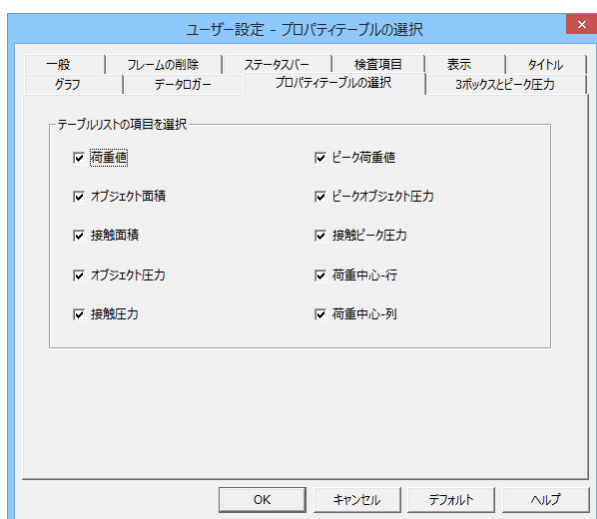 ユーザー設定 - プロパティテーブルの選択
一般 フレームの削除 ステータスバー 検査項目 表示 タイトル
グラフ データロガー プロパティテーブルの選択 3ボックスとピーク圧力
テーブルリストの項目を選択
荷重値 ピーク荷重値
オブジェクト面積 ピークオブジェクト圧力
接触面積 接触ピーク圧力
オブジェクト圧力 荷重中心-行
接触圧力 荷重中心-列
OK キャンセル デフォルト ヘルプ